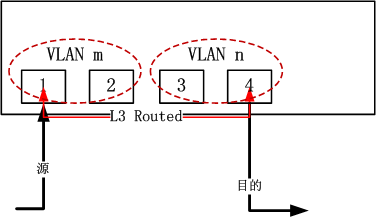 VLAN m VLAN n
1 2 3 4
L3 Routed
源
目的